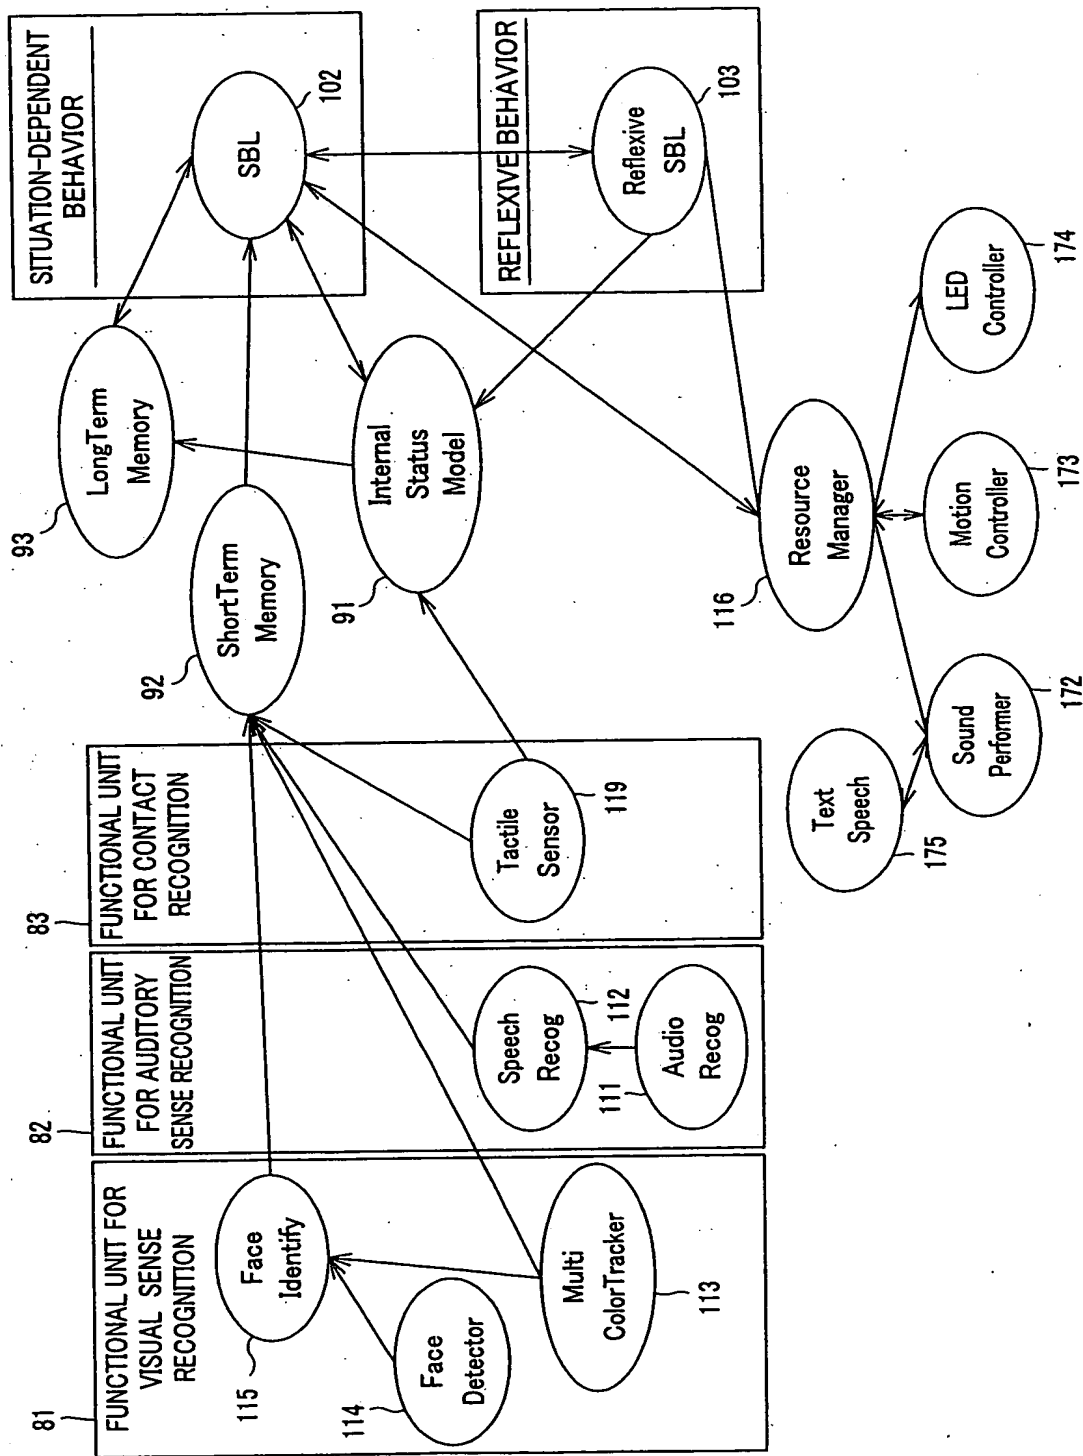 81
FUNCTIONAL UNIT FOR
VISUAL SENSE
RECOGNITION
115
Face
Identify
114
Face
Detector
Multi
ColorTracker
113
82
FUNCTIONAL UNIT
FOR AUDITORY
SENSE RECOGNITION
Speech
Recog
112
111
Audio
Recog
83
FUNCTIONAL UNIT
FOR CONTACT
RECOGNITION
Tactile
Sensor
119
92
ShortTerm
Memory
93
LongTerm
Memory
91
Internal
Status
Model
SITUATION-DEPENDENT
BEHAVIOR
SBL
102
REFLEXIVE BEHAVIOR
Reflexive
SBL
103
116
Resource
Manager
Text
Speech
175
Sound
Performer
172
Motion
Controller
173
LED
Controller
174